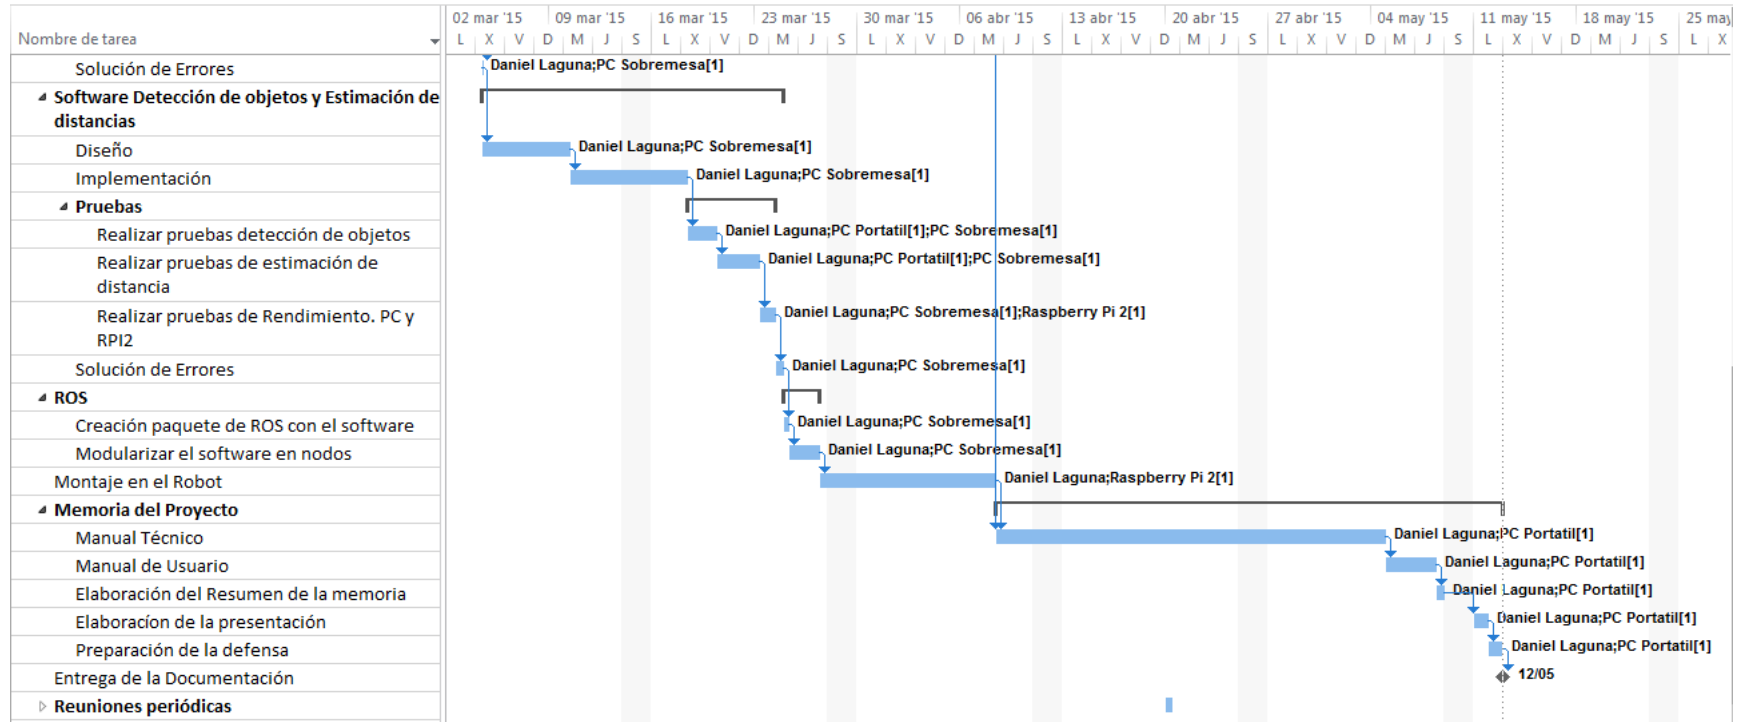 02 mar '15 09 mar '15 16 mar '15 23 mar '15 30 mar '15 06 abr '15 13 abr '15 20 abr '15 27 abr '15 04 may '15 11 may '15 18 may '15 25 may
Nombre de tarea L X V D M J S L X V D M J S L X V D M J S L X V D M J S L X V D M J S L X V D M J S L X
Solución de Errores Daniel Laguna;PC Sobremesa[1]
Software Detección de objetos y Estimación de
distancias
Diseño Daniel Laguna;PC Sobremesa[1]
Implementación Daniel Laguna;PC Sobremesa[1]
Pruebas
Realizar pruebas detección de objetos Daniel Laguna;PC Portatil[1];PC Sobremesa[1]
Realizar pruebas de estimación de Daniel Laguna;PC Portatil[1];PC Sobremesa[1]
distancia
Realizar pruebas de Rendimiento. PC y Daniel Laguna;PC Sobremesa[1];Raspberry Pi 2[1]
RPI2
Solución de Errores Daniel Laguna;PC Sobremesa[1]
ROS
Creación paquete de ROS con el software Daniel Laguna;PC Sobremesa[1]
Modularizar el software en nodos Daniel Laguna;PC Sobremesa[1]
Montaje en el Robot Daniel Laguna;Raspberry Pi 2[1]
Memoria del Proyecto
Manual Técnico Daniel Laguna;PC Portatil[1]
Manual de Usuario Daniel Laguna;PC Portatil[1]
Elaboración del Resumen de la memoria Daniel Laguna;PC Portatil[1]
Elaboracíon de la presentación Daniel Laguna;PC Portatil[1]
Preparación de la defensa Daniel Laguna;PC Portatil[1]
Entrega de la Documentación 12/05
Reuniones periódicas